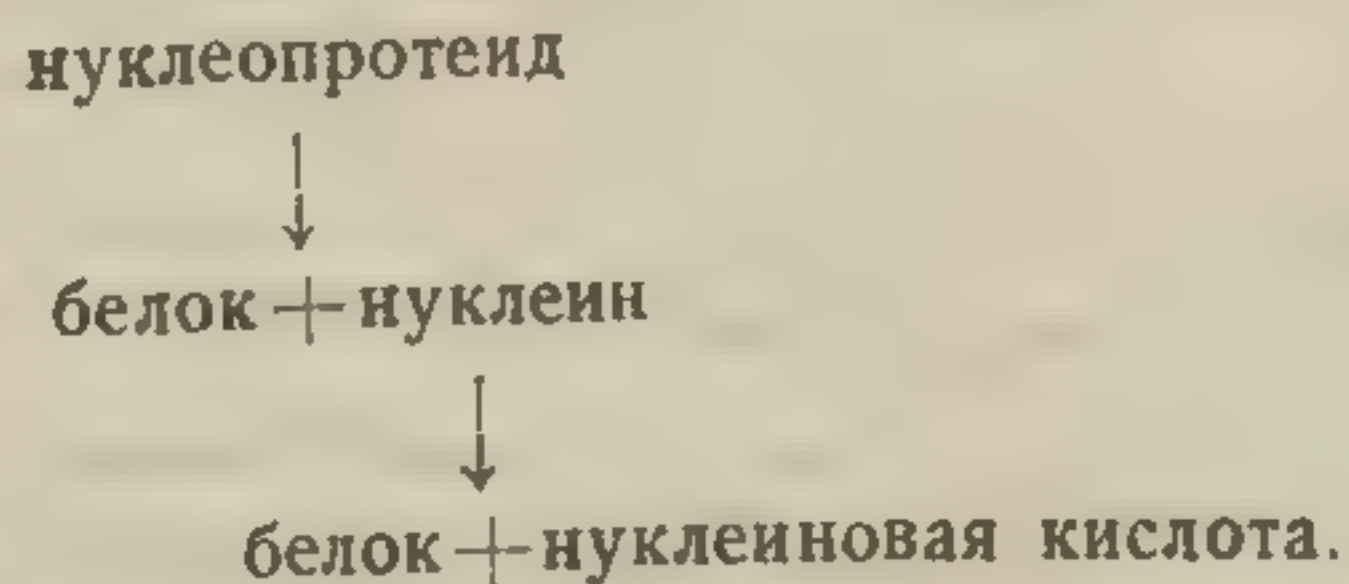 нуклеопротеид
↓
белок + нуклеин
↓
белок + нуклеиновая кислота.